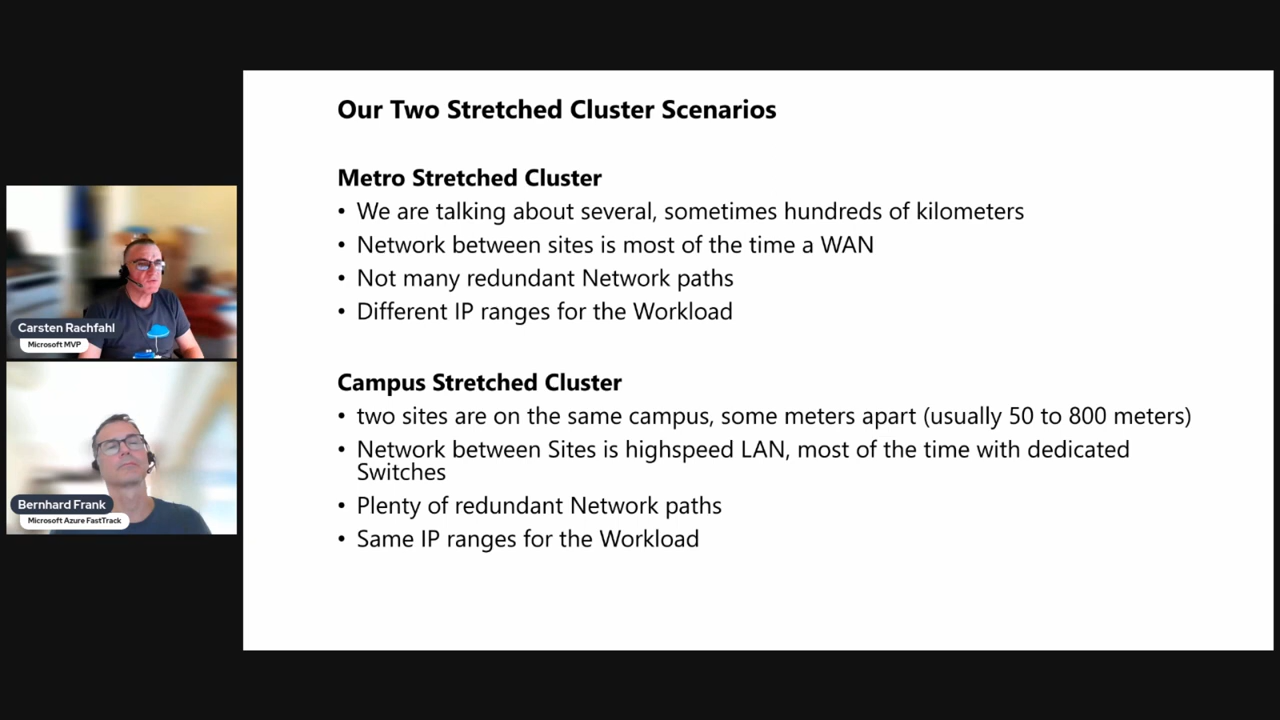 Our Two Stretched Cluster Scenarios
Metro Stretched Cluster
• We are talking about several, sometimes hundreds of kilometers
• Network between sites is most of the time a WAN
• Not many redundant Network paths
• Different IP ranges for the Workload
Campus Stretched Cluster
• two sites are on the same campus, some meters apart (usually 50 to 800 meters)
• Network between Sites is highspeed LAN, most of the time with dedicated
Switches
• Plenty of redundant Network paths
• Same IP ranges for the Workload
Carsten Rachfahl
Microsoft MVP
Bernhard Frank
Microsoft Azure FastTrack